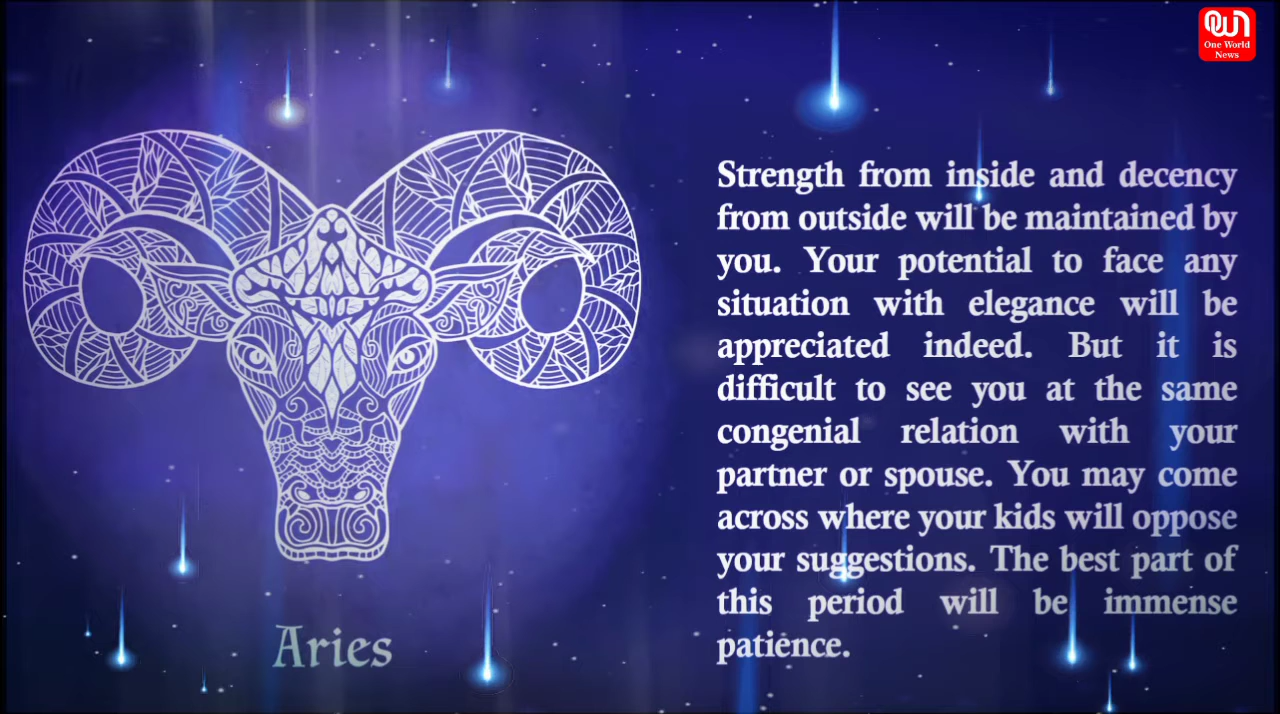 OWN
One World
News
Strength from inside and decency
from outside will be maintained by
you. Your potential to face any
situation with elegance will be
appreciated indeed. But it is
difficult to see you at the same
congenial relation with your
partner or spouse. You may come
across where your kids will oppose
your suggestions. The best part of
this period will be immense
patience.
Aries